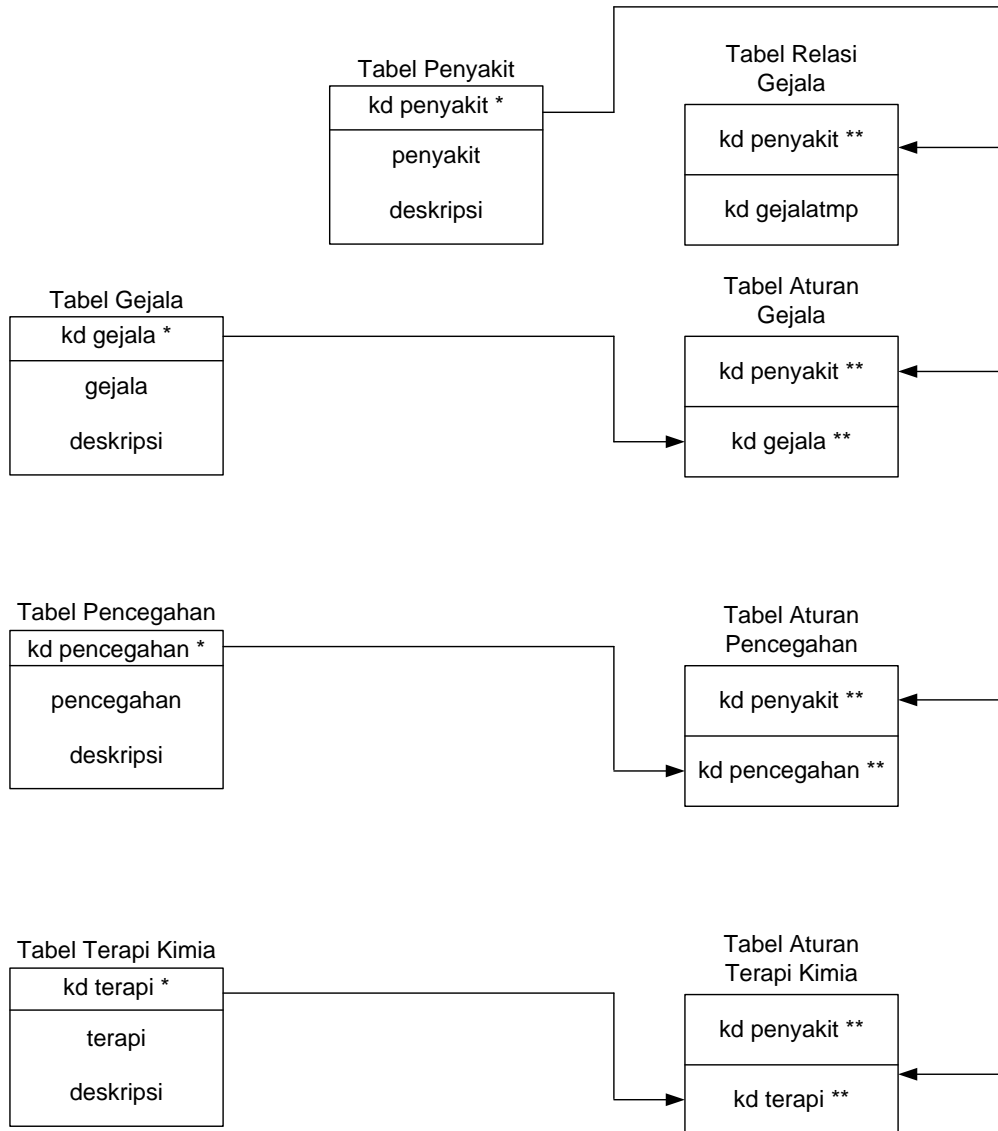 Tabel Penyakit
kd penyakit *
penyakit
deskripsi
Tabel Relasi
Gejala
kd penyakit **
kd gejalatmp
Tabel Gejala
kd gejala *
gejala
deskripsi
Tabel Aturan
Gejala
kd penyakit **
kd gejala **
Tabel Pencegahan
kd pencegahan *
pencegahan
deskripsi
Tabel Aturan
Pencegahan
kd penyakit **
kd pencegahan **
Tabel Terapi Kimia
kd terapi *
terapi
deskripsi
Tabel Aturan
Terapi Kimia
kd penyakit **
kd terapi **